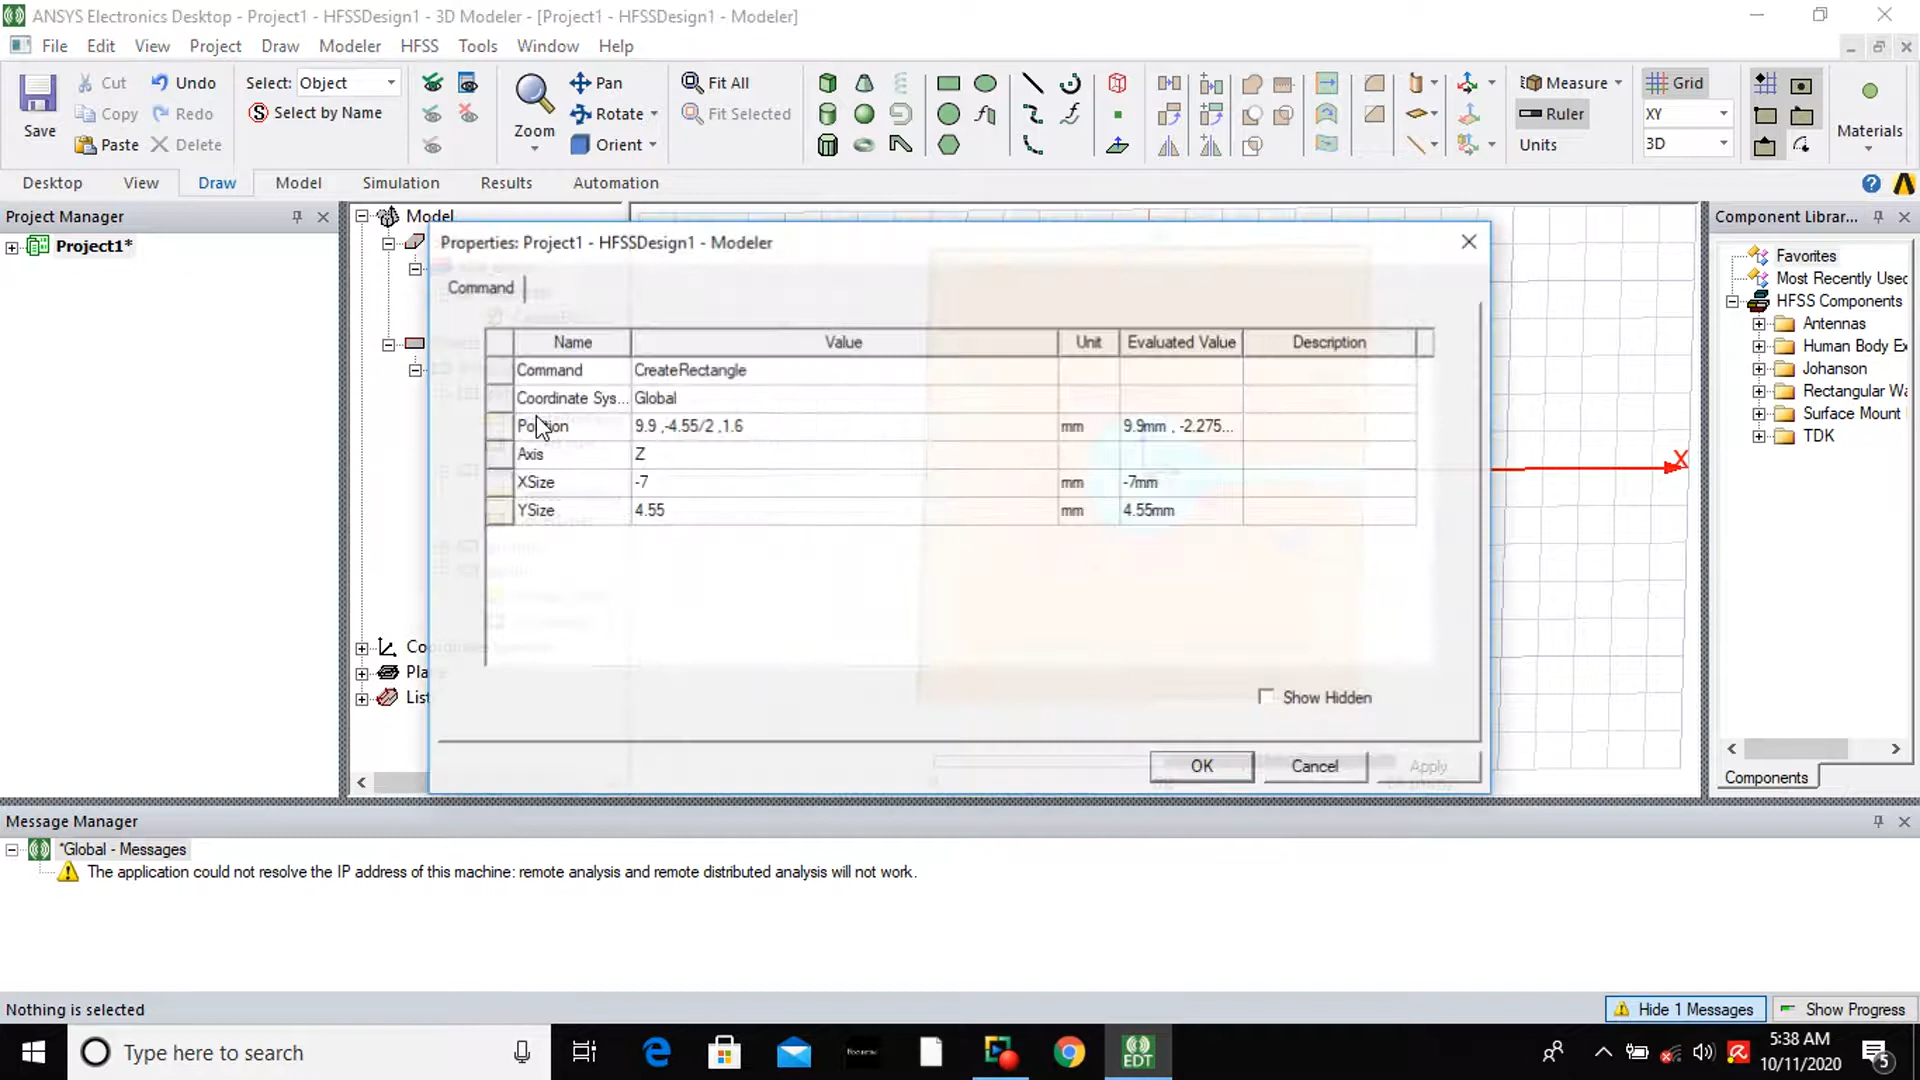 ANSYS Electronics Desktop - Project1 - HFSSDesign1 - 3D Modeler - [Project1 - HFSSDesign1 - Modeler]
File Edit View Project Draw Modeler HFSS Tools Window Help
Save
Cut
Copy
Paste
Undo
Redo
Delete
Select: Object
Select by Name
Zoom
Pan
Rotate
Orient
Fit All
Fit Selected
Measure
Ruler
Units
Grid
XY
3D
Materials
Desktop View Draw Model Simulation Results Automation
Project Manager
Project1*
Model
Properties: Project1 - HFSSDesign1 - Modeler
Command
Name Value Unit Evaluated Value Description
Command CreateRectangle
Coordinate Sys... Global
Position 9.9 ,-4.55/2 ,1.6 mm 9.9mm , -2.275...
Axis Z
XSize -7 mm -7mm
YSize 4.55 mm 4.55mm
Show Hidden
OK Cancel Apply
X
Component Librar...
Favorites
Most Recently Used
HFSS Components
Antennas
Human Body E
Johanson
Rectangular Wa
Surface Mount
TDK
Components
Message Manager
*Global - Messages
The application could not resolve the IP address of this machine: remote analysis and remote distributed analysis will not work.
Nothing is selected
Hide 1 Messages
Show Progress
Type here to search
EDT
5:38 AM
10/11/2020
5